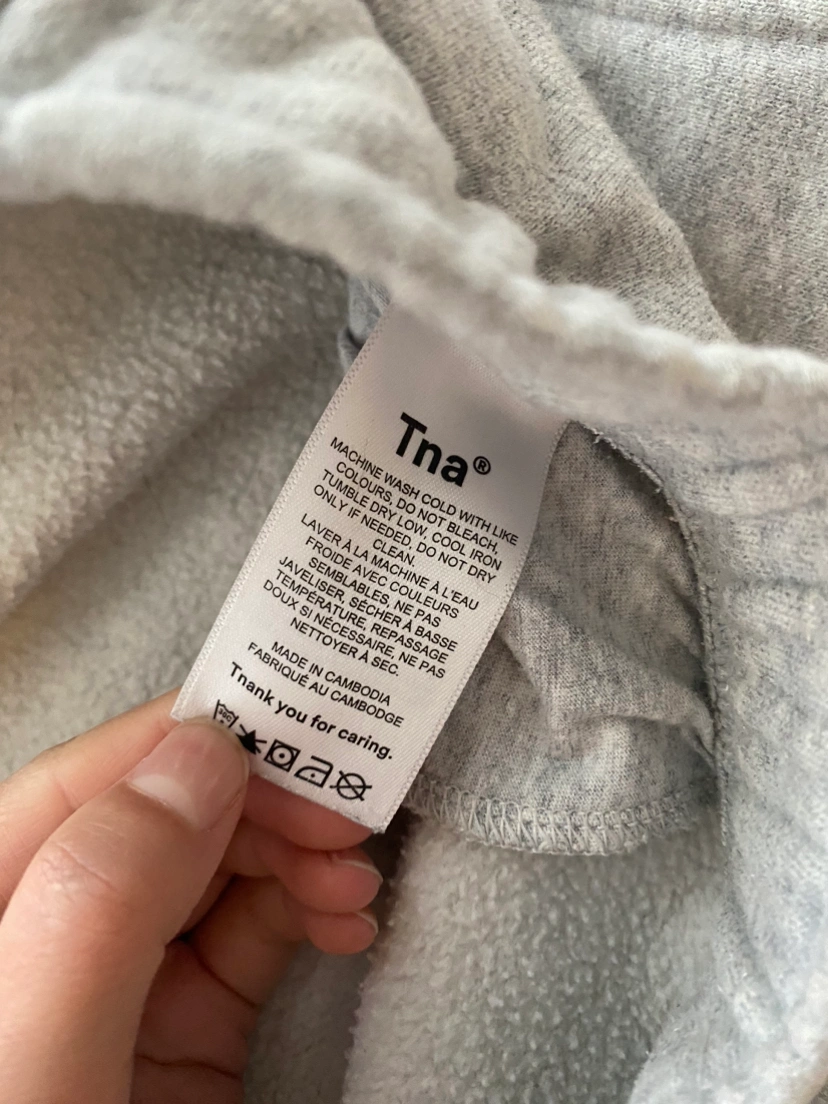 Tna®
MACHINE WASH COLD WITH LIKE
COLOURS, DO NOT BLEACH,
TUMBLE DRY LOW, COOL IRON
ONLY IF NEEDED, DO NOT DRY
CLEAN.
LAVER À LA MACHINE À L'EAU
FROIDE AVEC COULEURS
SEMBLABLES, NE PAS
JAVELISER, SÉCHER À BASSE
TEMPÉRATURE, REPASSAGE
DOUX SI NÉCESSAIRE, NE PAS
NETTOYER À SEC.
MADE IN CAMBODIA
FABRIQUÉ AU CAMBODGE
Tnank you for caring.